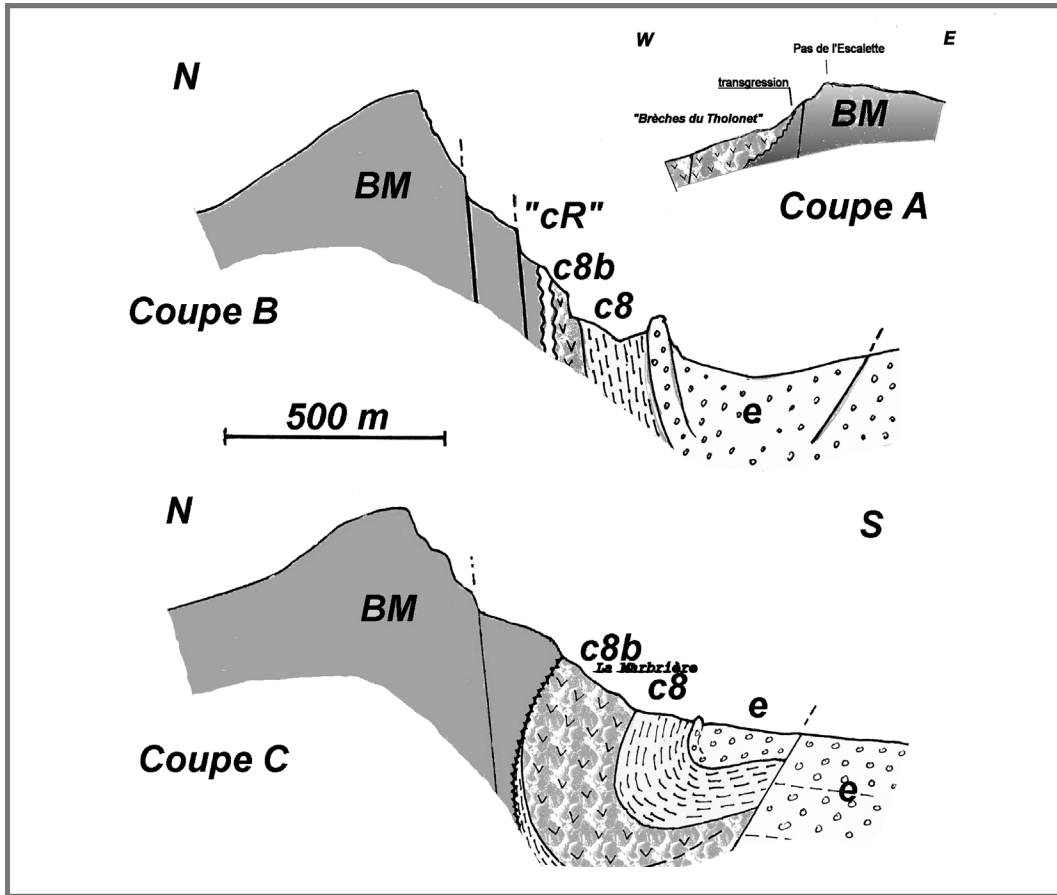 W
E
Pas de l'Escalette
transgression
"Brèches du Tholonet"
BM
Coupe A
N
BM
"cR"
c8b
c8
e
Coupe B
500 m
N
S
BM
c8b
La Marbrière
c8
e
e
Coupe C